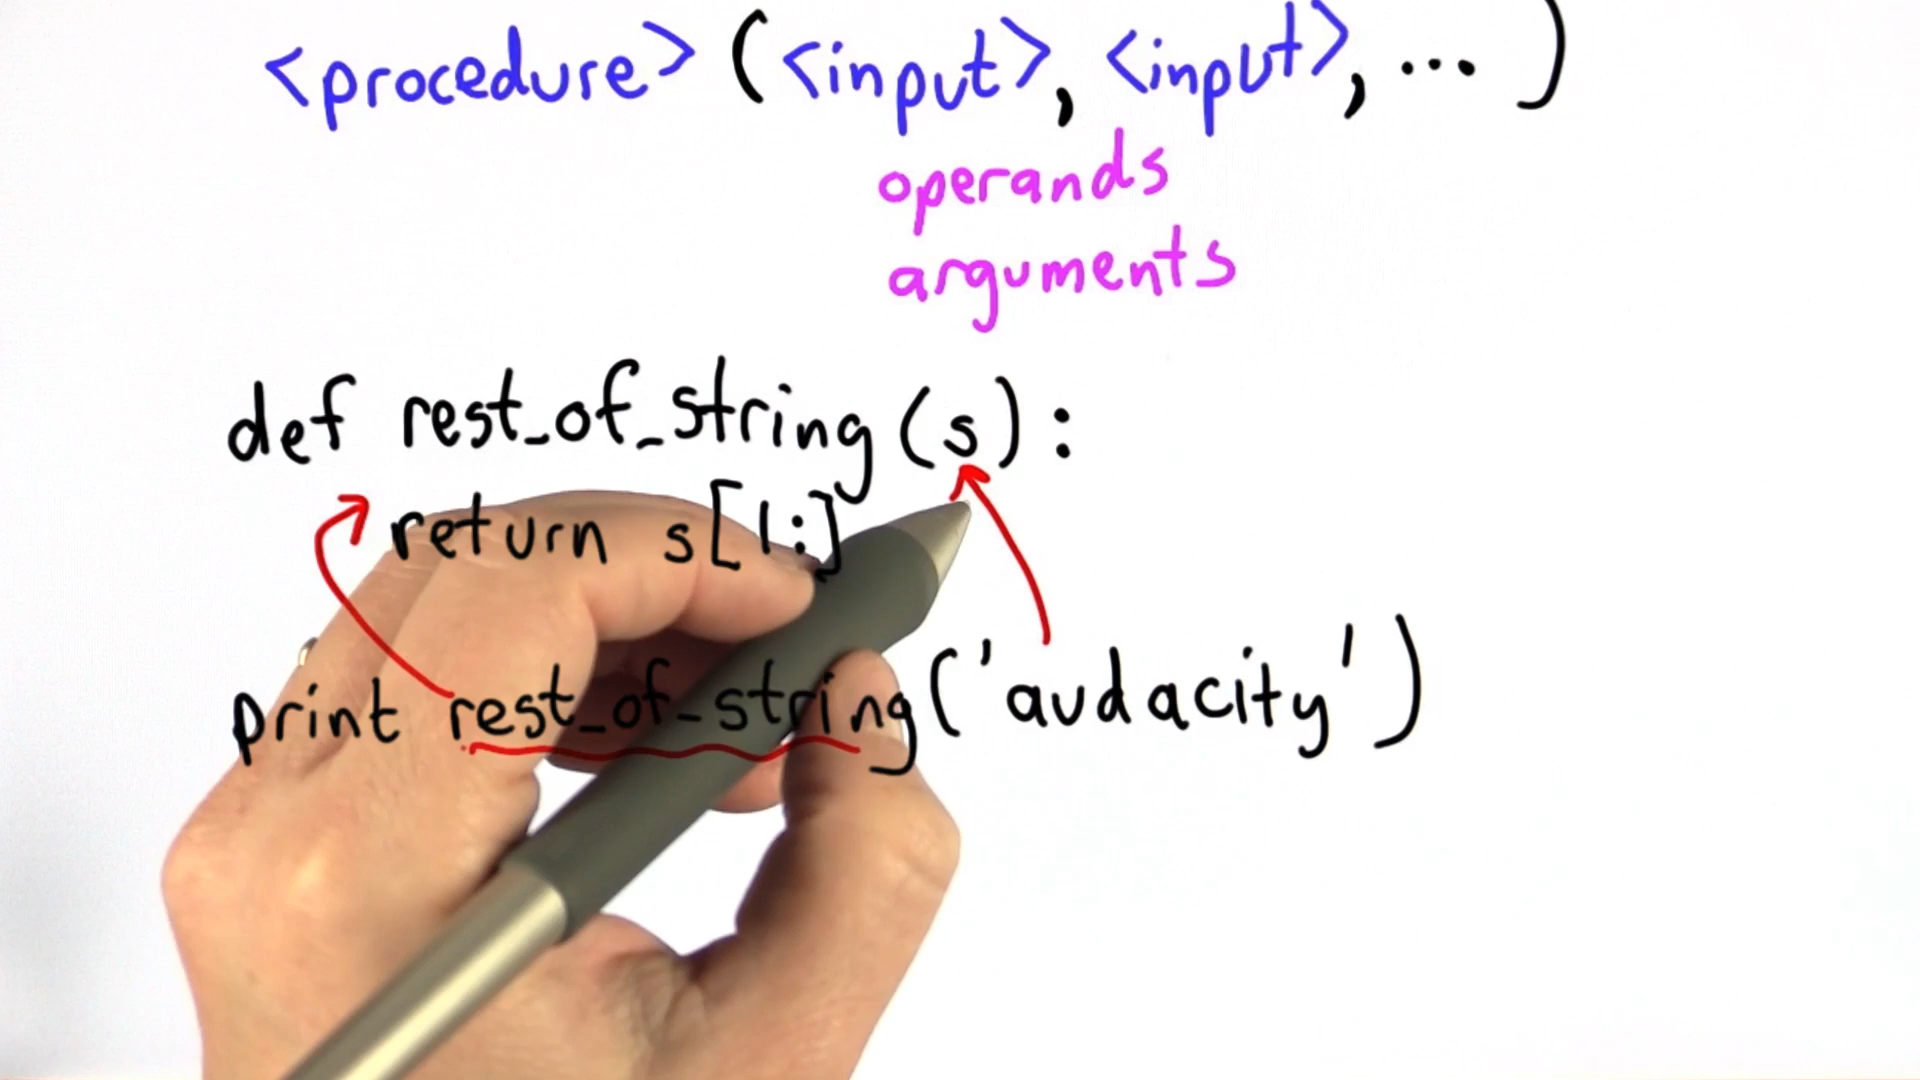 <procedure>(<input>, <input>, ...)
operands
arguments
def rest_of_string(s):
return s[1:]
print rest_of_string('audacity')